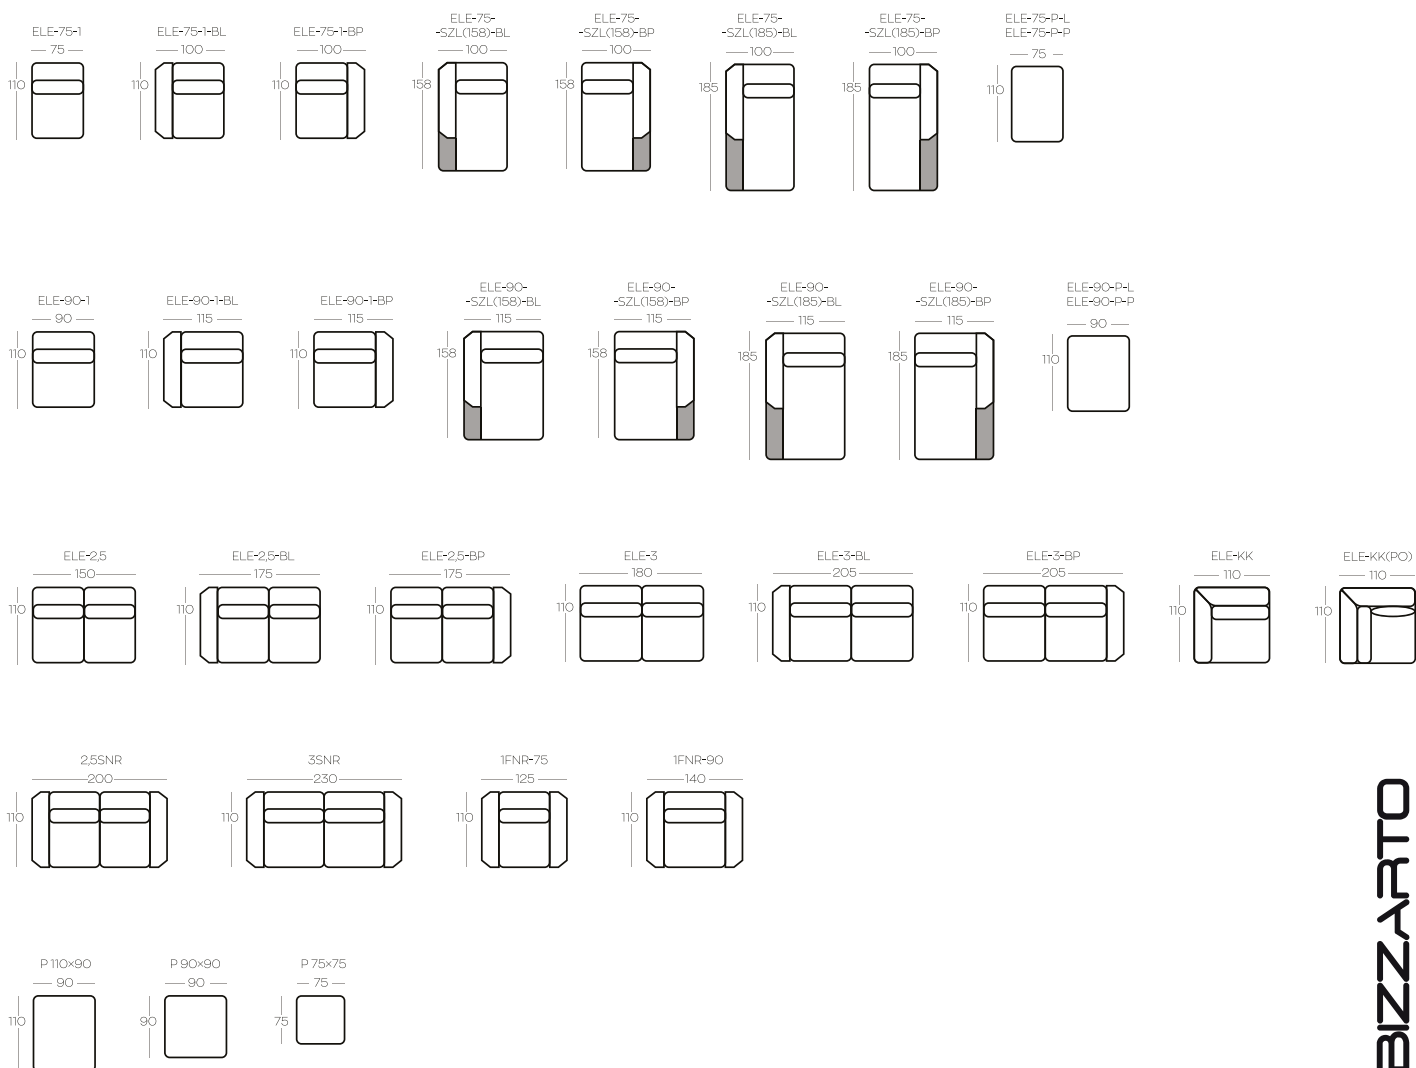 ELE-75-1
75
110
ELE-75-1-BL
100
110
ELE-75-1-BP
100
110
ELE-75-
-SZL(158)-BL
100
158
ELE-75-
-SZL(158)-BP
100
158
ELE-75-
-SZL(185)-BL
100
185
ELE-75-
-SZL(185)-BP
100
185
ELE-75-P-L
ELE-75-P-P
75
110
ELE-90-1
90
110
ELE-90-1-BL
115
110
ELE-90-1-BP
115
110
ELE-90-
-SZL(158)-BL
115
158
ELE-90-
-SZL(158)-BP
115
158
ELE-90-
-SZL(185)-BL
115
185
ELE-90-
-SZL(185)-BP
115
185
ELE-90-P-L
ELE-90-P-P
90
110
ELE-2,5
150
110
ELE-2,5-BL
175
110
ELE-2,5-BP
175
110
ELE-3
180
110
ELE-3-BL
205
110
ELE-3-BP
205
110
ELE-KK
110
110
ELE-KK(PO)
110
110
2,5SNR
200
110
3SNR
230
110
1FNR-75
125
110
1FNR-90
140
110
P 110×90
90
110
P 90×90
90
90
P 75×75
75
75
BIZZARTO